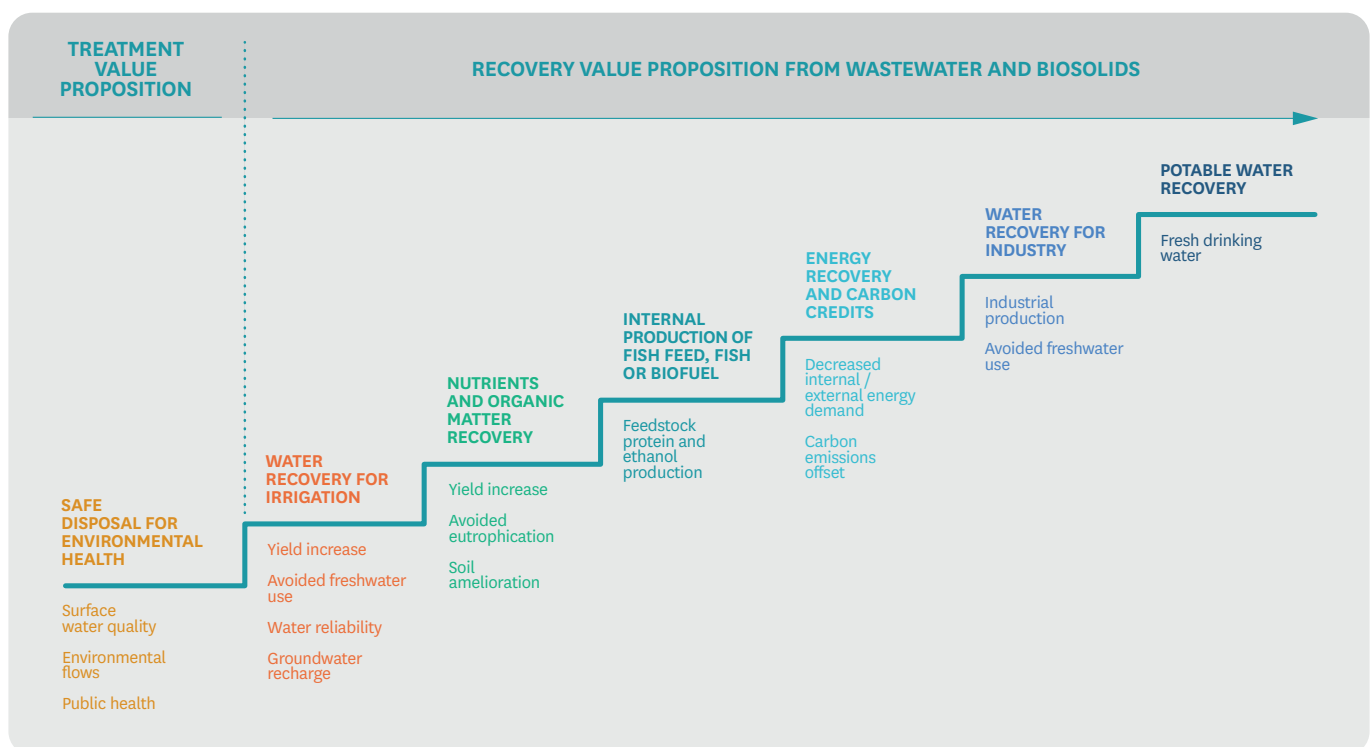 TREATMENT
VALUE
PROPOSITION
RECOVERY VALUE PROPOSITION FROM WASTEWATER AND BIOSOLIDS
SAFE
DISPOSAL FOR
ENVIRONMENTAL
HEALTH
Surface
water quality
Environmental
flows
Public health
WATER
RECOVERY FOR
IRRIGATION
Yield increase
Avoided freshwater
use
Water reliability
Groundwater
recharge
NUTRIENTS
AND ORGANIC
MATTER
RECOVERY
Yield increase
Avoided
eutrophication
Soil
amelioration
INTERNAL
PRODUCTION OF
FISH FEED, FISH
OR BIOFUEL
Feedstock
protein and
ethanol
production
ENERGY
RECOVERY
AND CARBON
CREDITS
Decreased
internal /
external energy
demand
Carbon
emissions
offset
WATER
RECOVERY FOR
INDUSTRY
Industrial
production
Avoided freshwater
use
POTABLE WATER
RECOVERY
Fresh drinking
water